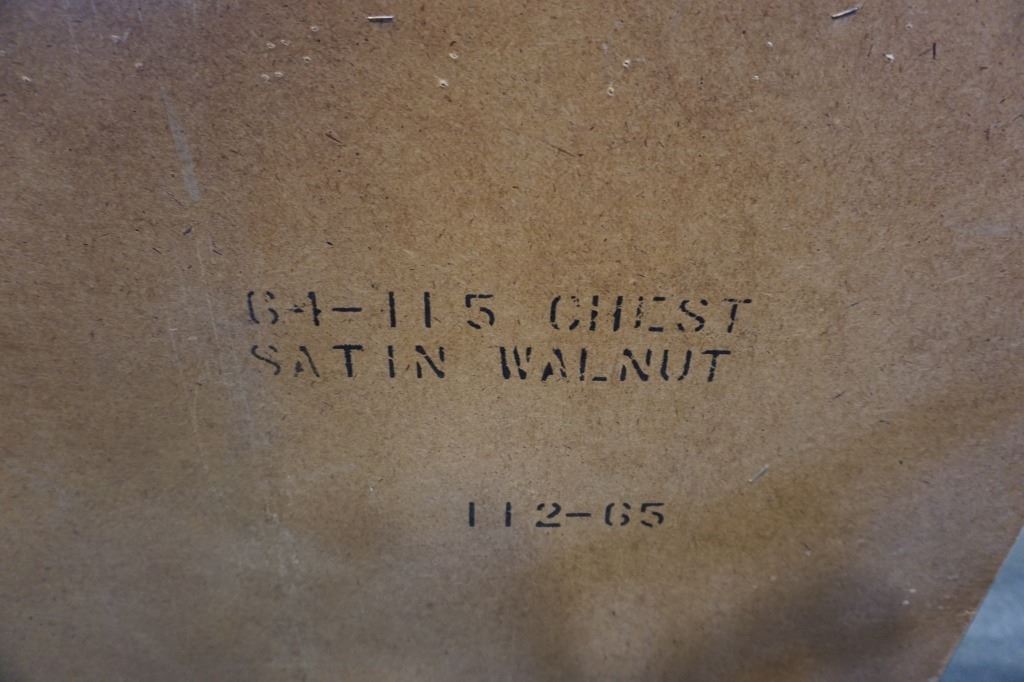 64-115 CHEST
SATIN WALNUT
112-65